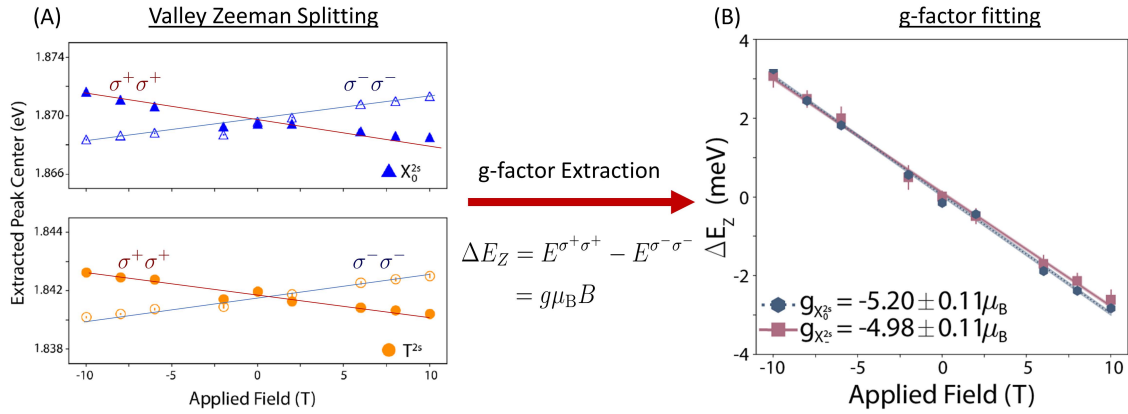 (A)
Valley Zeeman Splitting
Extracted Peak Center (eV)
1.874
1.870
1.866
σ⁺σ⁺
σ⁻σ⁻
X₀²ˢ
1.844
1.842
1.838
σ⁺σ⁺
σ⁻σ⁻
T²ˢ
-10
-5
0
5
10
Applied Field (T)
g-factor Extraction
ΔE_Z = E^{σ⁺σ⁺} − E^{σ⁻σ⁻}
= gμ_B B
(B)
g-factor fitting
ΔE_Z (meV)
4
2
0
-2
-4
g_{X₀²ˢ} = -5.20 ± 0.11μ_B
g_{X₋²ˢ} = -4.98 ± 0.11μ_B
-10
-5
0
5
10
Applied Field (T)